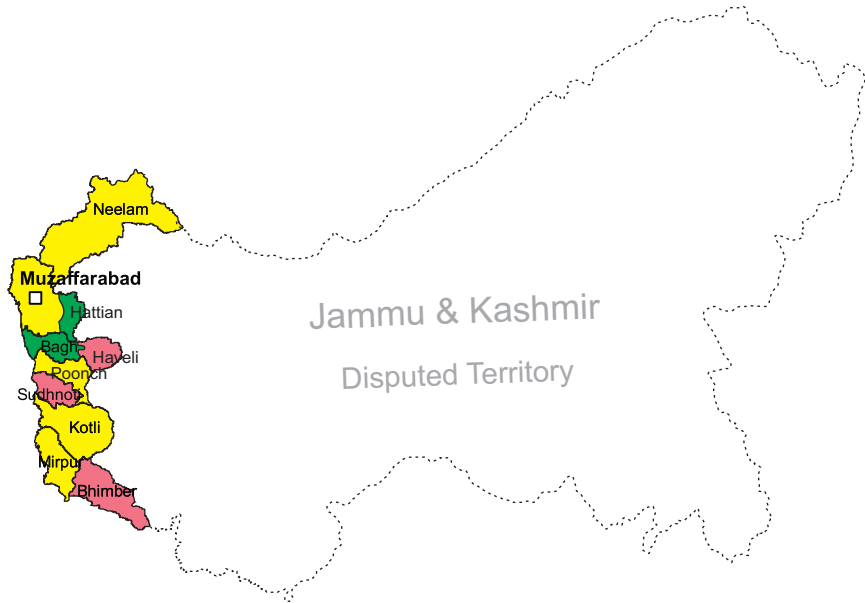 Neelam
Muzaffarabad
Hattian
Jammu & Kashmir
Bagh
Haveli
Poonch
Disputed Territory
Sudhnoti
Kotli
Mirpur
Bhimber